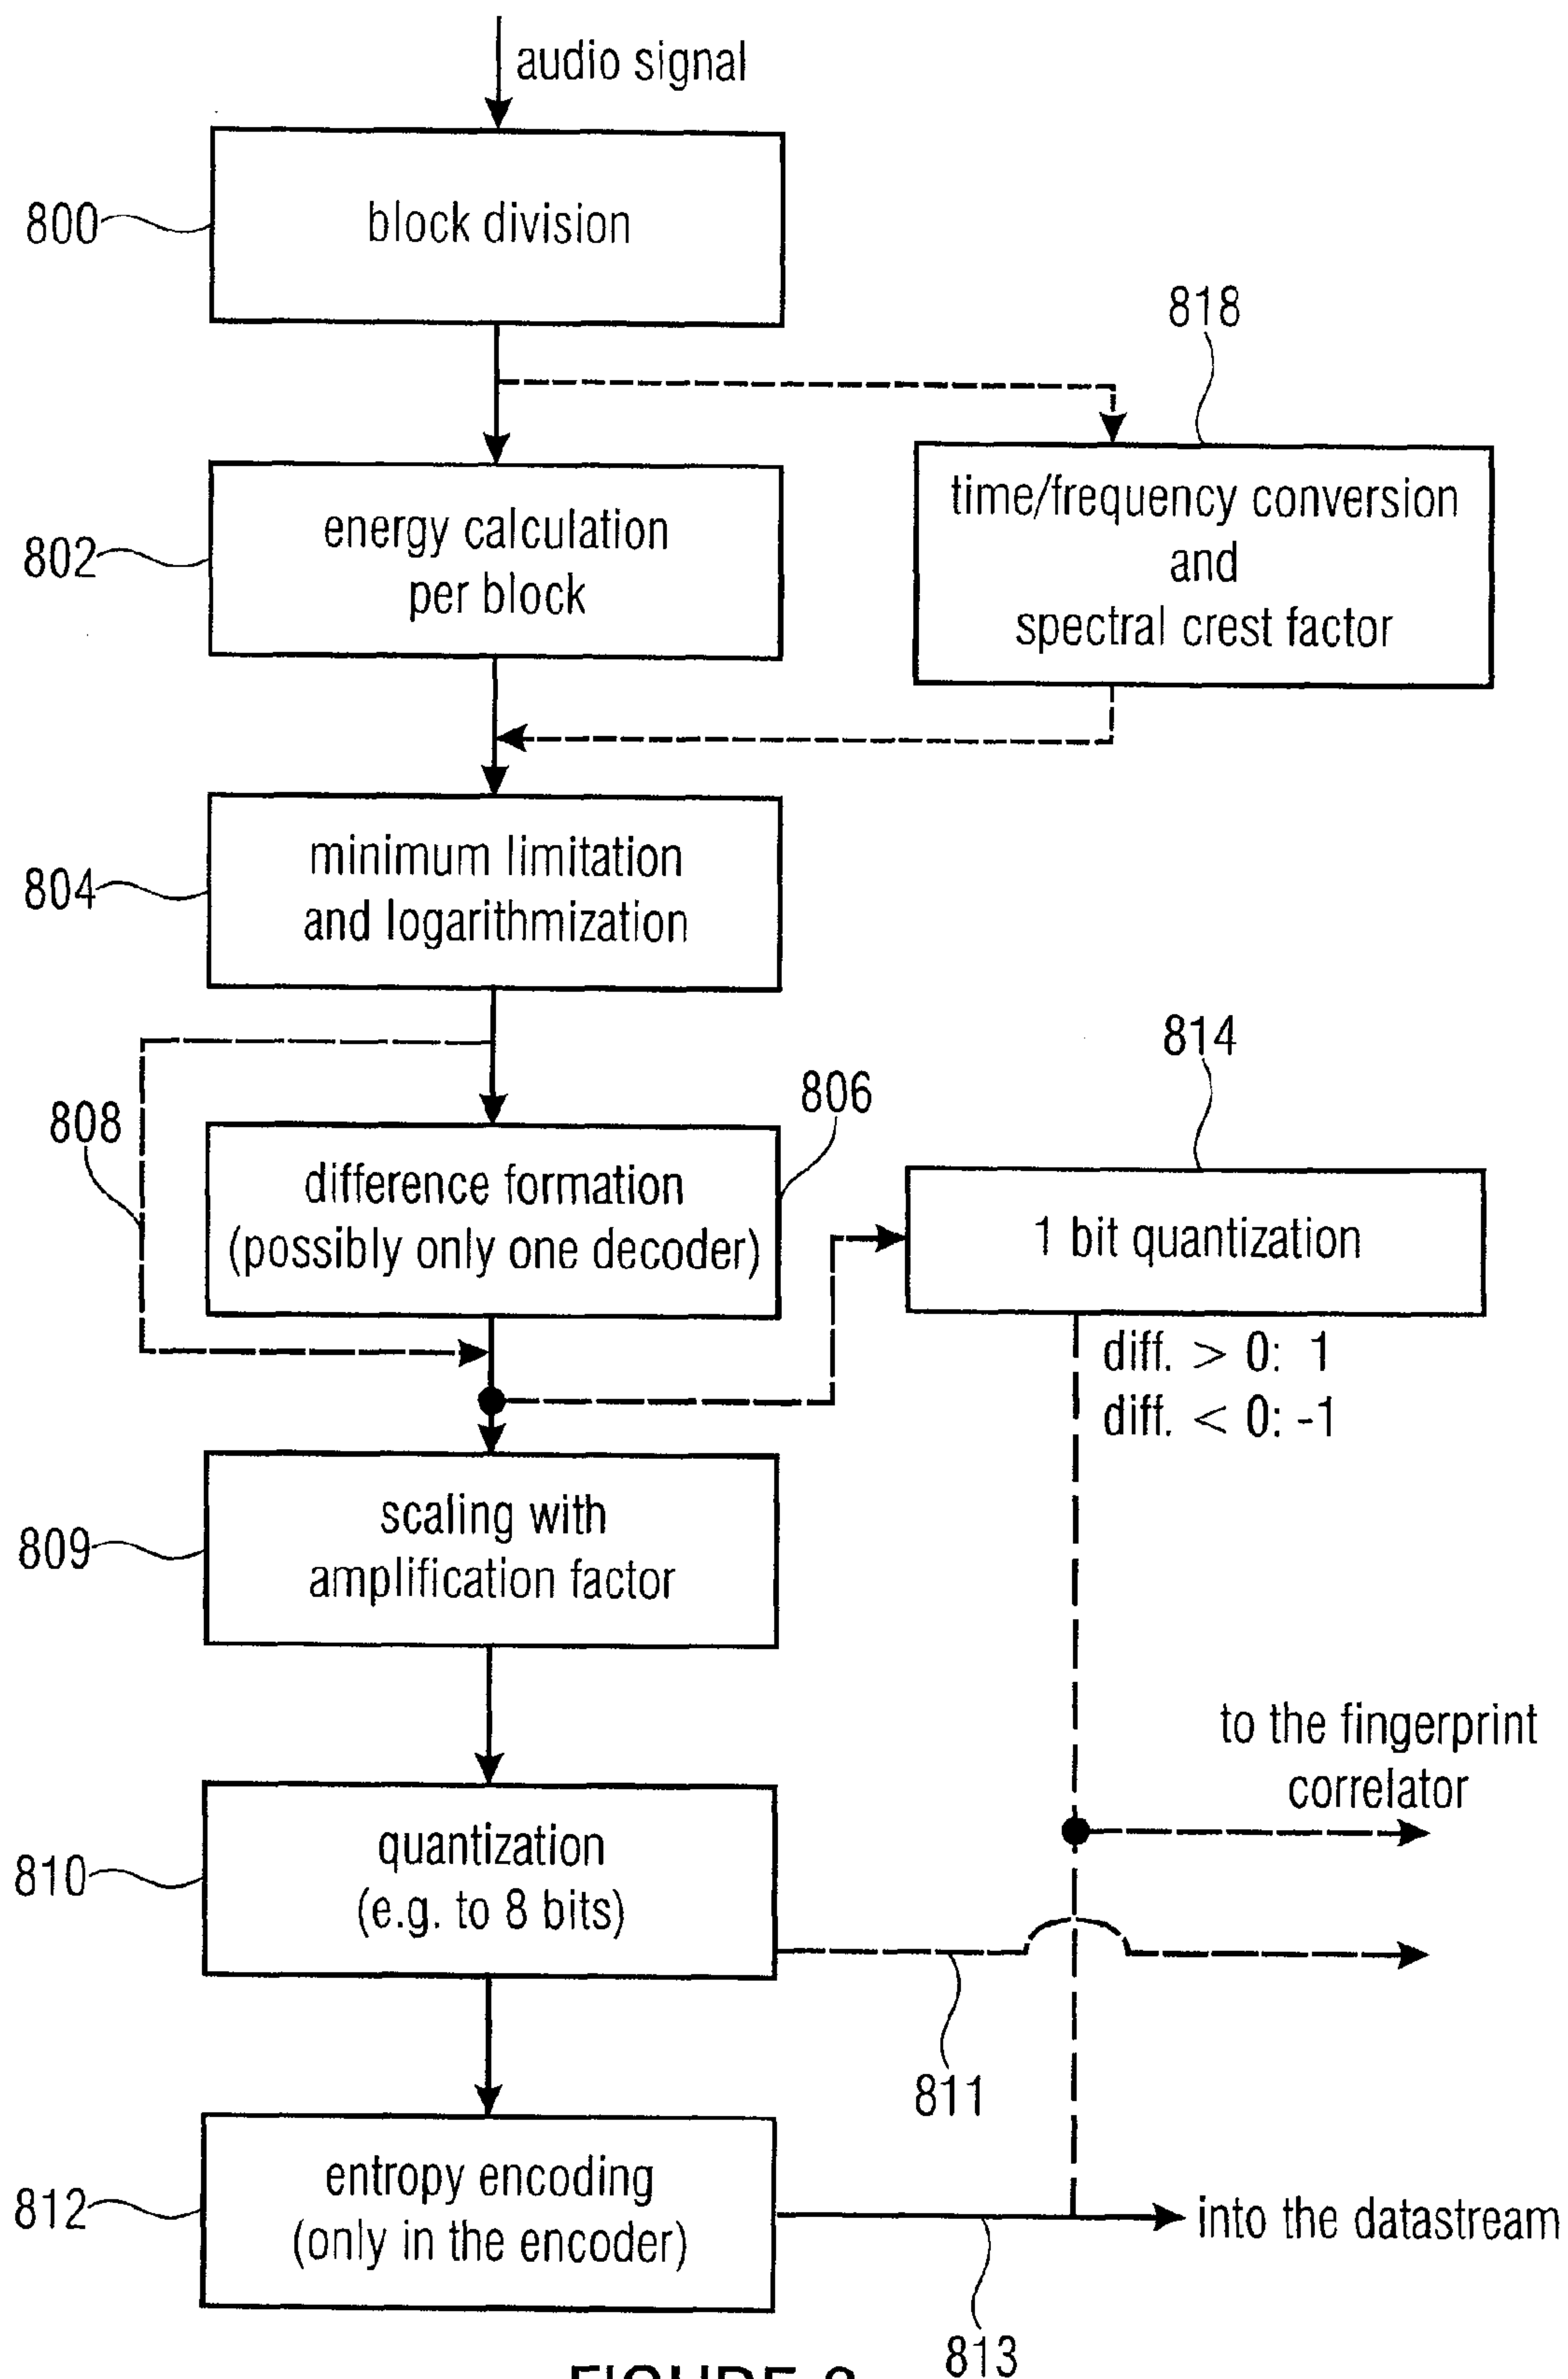 audio signal
800
block division
818
time/frequency conversion
and
spectral crest factor
802
energy calculation
per block
804
minimum limitation
and logarithmization
814
806
808
difference formation
(possibly only one decoder)
1 bit quantization
diff. > 0: 1
diff. < 0: -1
809
scaling with
amplification factor
to the fingerprint
correlator
810
quantization
(e.g. to 8 bits)
811
812
entropy encoding
(only in the encoder)
into the datastream
813
FIGURE